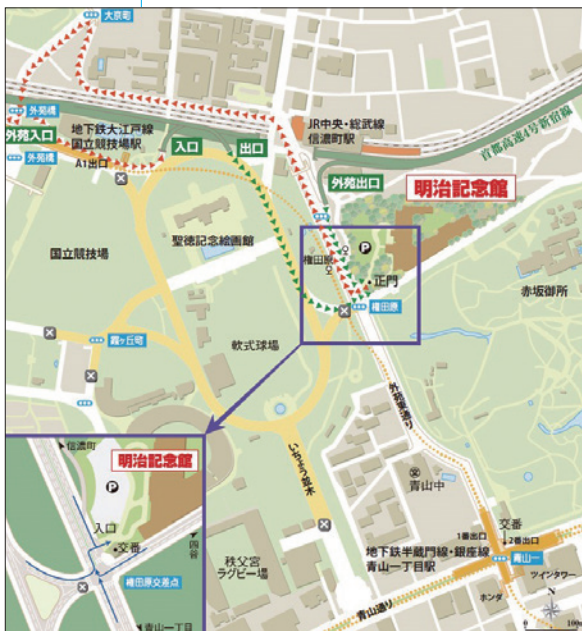 大京町
外苑橋
外苑入口
外苑橋
地下鉄大江戸線
国立競技場駅
A1出口
入口
出口
JR中央・総武線
信濃町駅
首都高速4号新宿線
外苑出口
明治記念館
聖徳記念絵画館
国立競技場
権田原
P
正門
権田原
赤坂御所
霞ヶ丘町
軟式球場
外苑東通り
いちょう並木
信濃町
明治記念館
P
入口
交番
四谷
権田原交差点
青山一丁目
文
青山中
秩父宮
ラグビー場
交番
1番出口
2番出口
地下鉄半蔵門線・銀座線
青山一丁目駅
青山一
青山通り
ツインタワー
ホンダ
N
0
100